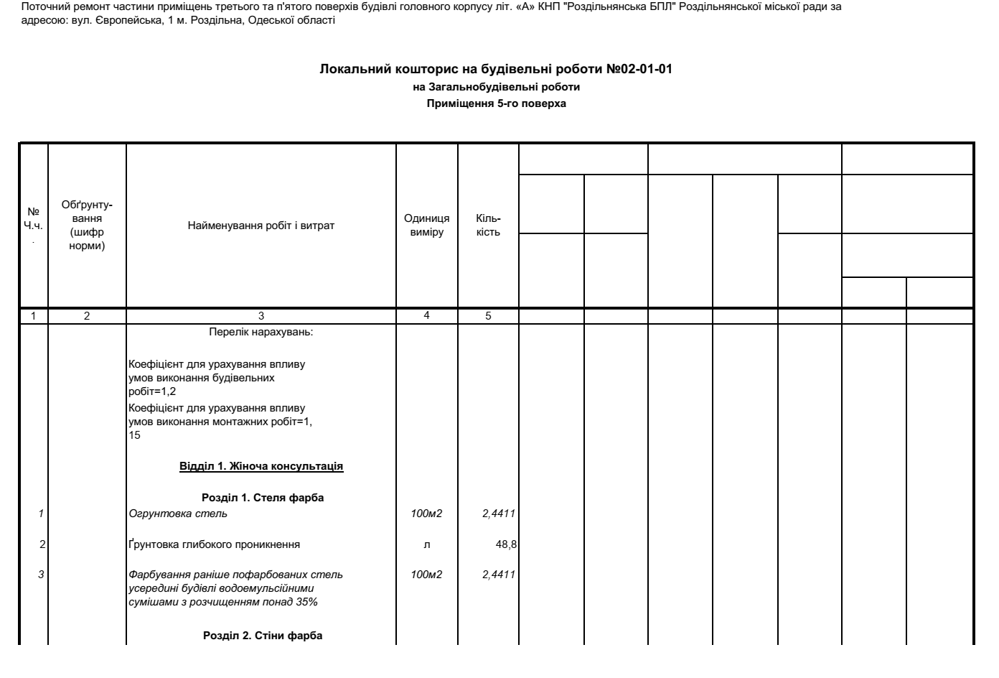 Поточний ремонт частини приміщень третього та п'ятого поверхів будівлі головного корпусу літ. «А» КНП "Роздільнянська БПЛ" Роздільнянської міської ради за
адресою: вул. Європейська, 1 м. Роздільна, Одеської області
Локальний кошторис на будівельні роботи №02-01-01
на Загальнобудівельні роботи
Приміщення 5-го поверха
№
Ч.ч.
.
Обґрунту-
вання
(шифр
норми)
Найменування робіт і витрат
Одиниця
виміру
Кіль-
кість
1 2 3 4 5
Перелік нарахувань:
Коефіцієнт для урахування впливу
умов виконання будівельних
робіт=1,2
Коефіцієнт для урахування впливу
умов виконання монтажних робіт=1,
15
Відділ 1. Жіноча консультація
Розділ 1. Стеля фарба
1 Огрунтовка стель 100м2 2,4411
2 Ґрунтовка глибокого проникнення л 48,8
3 Фарбування раніше пофарбованих стель 100м2 2,4411
усередині будівлі водоемульсійними
сумішами з розчищенням понад 35%
Розділ 2. Стіни фарба